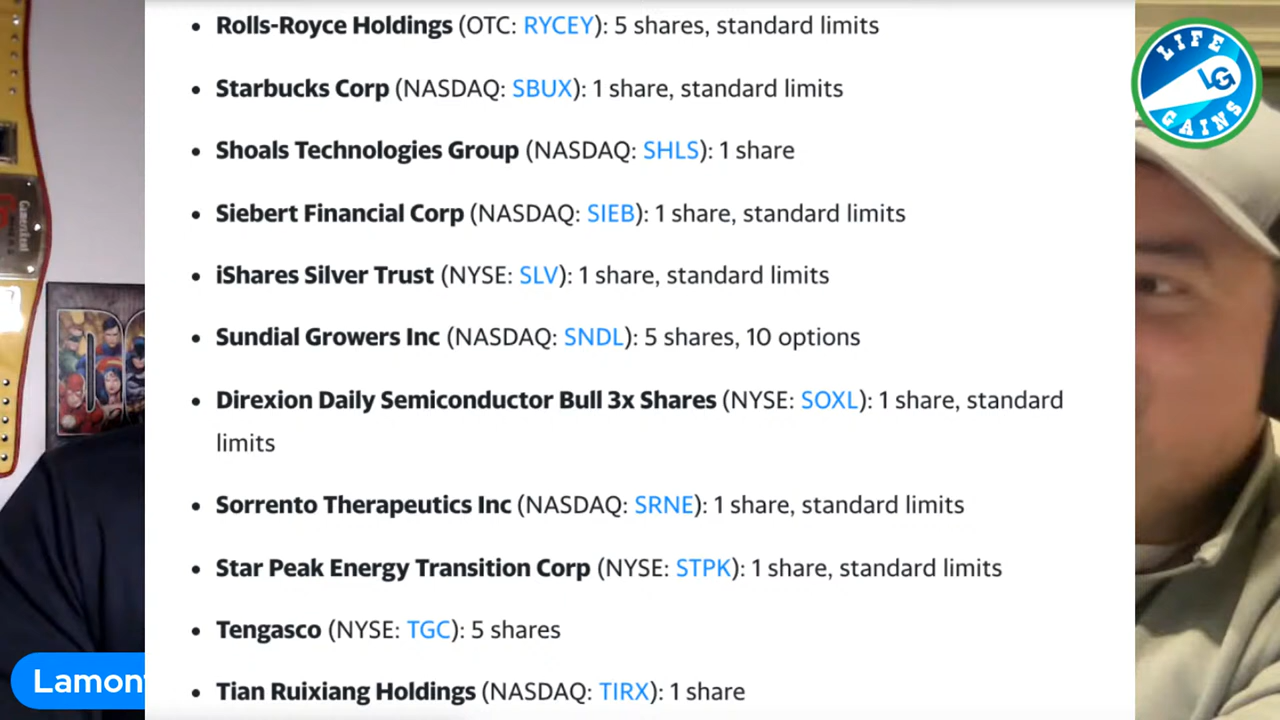 Rolls-Royce Holdings (OTC: RYCEY): 5 shares, standard limits
Starbucks Corp (NASDAQ: SBUX): 1 share, standard limits
Shoals Technologies Group (NASDAQ: SHLS): 1 share
Siebert Financial Corp (NASDAQ: SIEB): 1 share, standard limits
iShares Silver Trust (NYSE: SLV): 1 share, standard limits
Sundial Growers Inc (NASDAQ: SNDL): 5 shares, 10 options
Direxion Daily Semiconductor Bull 3x Shares (NYSE: SOXL): 1 share, standard
limits
Sorrento Therapeutics Inc (NASDAQ: SRNE): 1 share, standard limits
Star Peak Energy Transition Corp (NYSE: STPK): 1 share, standard limits
Tengasco (NYSE: TGC): 5 shares
Tian Ruixiang Holdings (NASDAQ: TIRX): 1 share
LIFE
LG
GAINS
Lamon